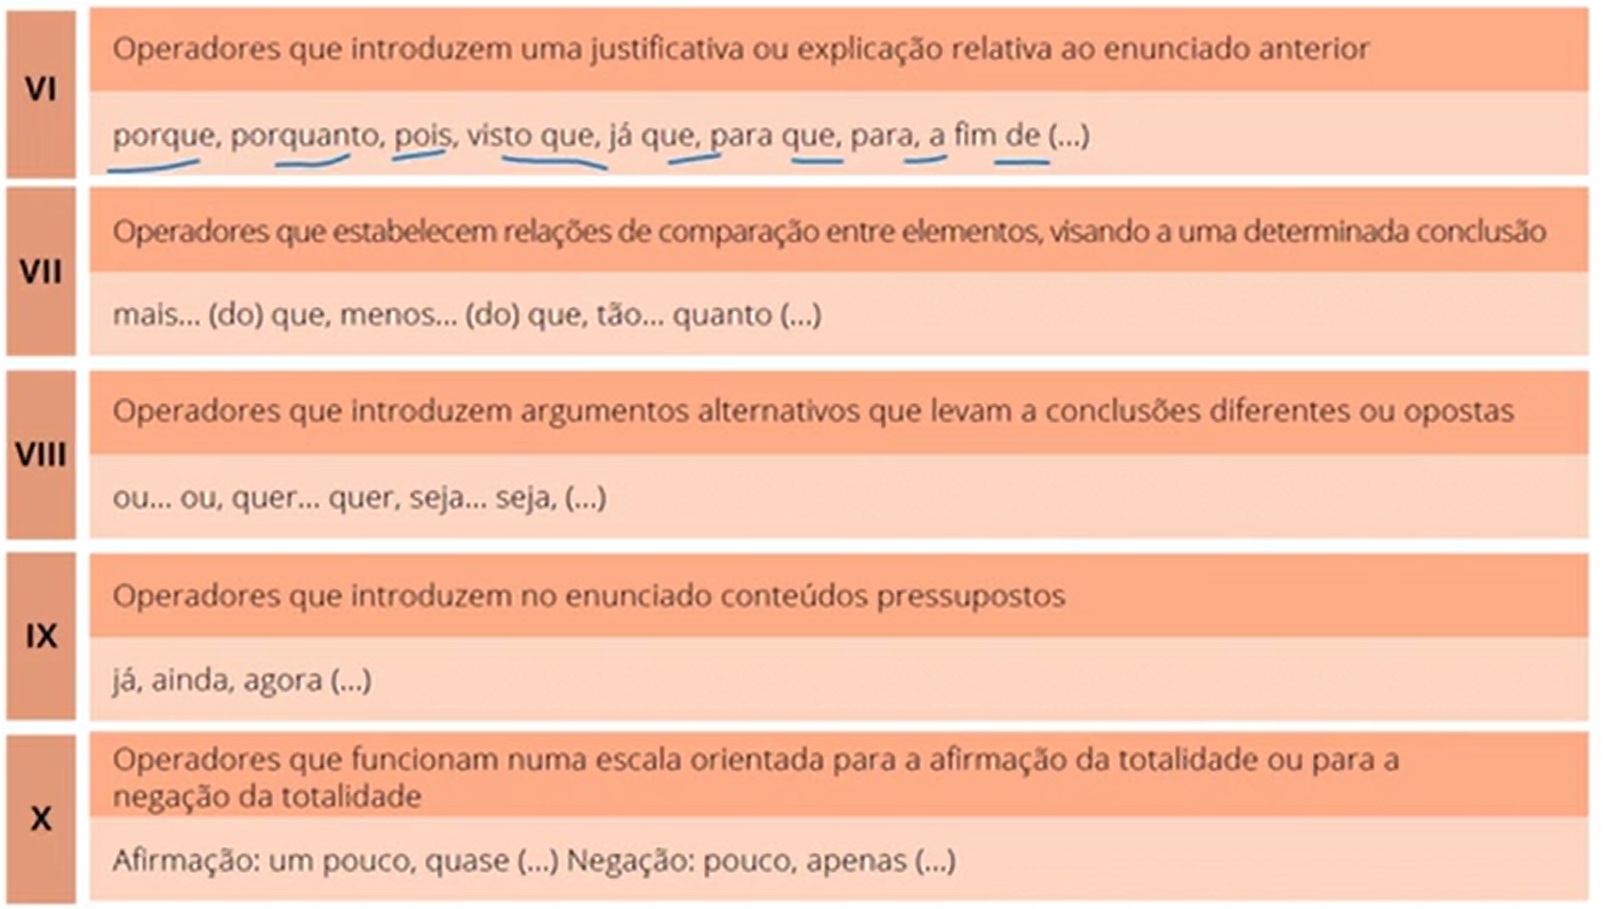 VI
Operadores que introduzem uma justificativa ou explicação relativa ao enunciado anterior
porque, porquanto, pois, visto que, já que, para que, para, a fim de (...)
VII
Operadores que estabelecem relações de comparação entre elementos, visando a uma determinada conclusão
mais... (do) que, menos... (do) que, tão... quanto (...)
VIII
Operadores que introduzem argumentos alternativos que levam a conclusões diferentes ou opostas
ou... ou, quer... quer, seja... seja, (...)
IX
Operadores que introduzem no enunciado conteúdos pressupostos
já, ainda, agora (...)
X
Operadores que funcionam numa escala orientada para a afirmação da totalidade ou para a
negação da totalidade
Afirmação: um pouco, quase (...) Negação: pouco, apenas (...)